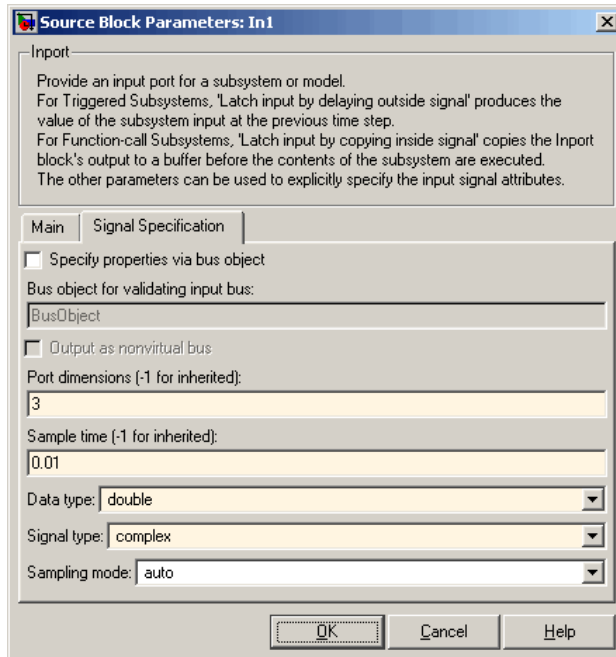 Source Block Parameters: In1
Inport
Provide an input port for a subsystem or model.
For Triggered Subsystems, 'Latch input by delaying outside signal' produces the
value of the subsystem input at the previous time step.
For Function-call Subsystems, 'Latch input by copying inside signal' copies the Inport
block's output to a buffer before the contents of the subsystem are executed.
The other parameters can be used to explicitly specify the input signal attributes.
Main Signal Specification
Specify properties via bus object
Bus object for validating input bus:
BusObject
Output as nonvirtual bus
Port dimensions (-1 for inherited):
3
Sample time (-1 for inherited):
0.01
Data type: double
Signal type: complex
Sampling mode: auto
OK Cancel Help